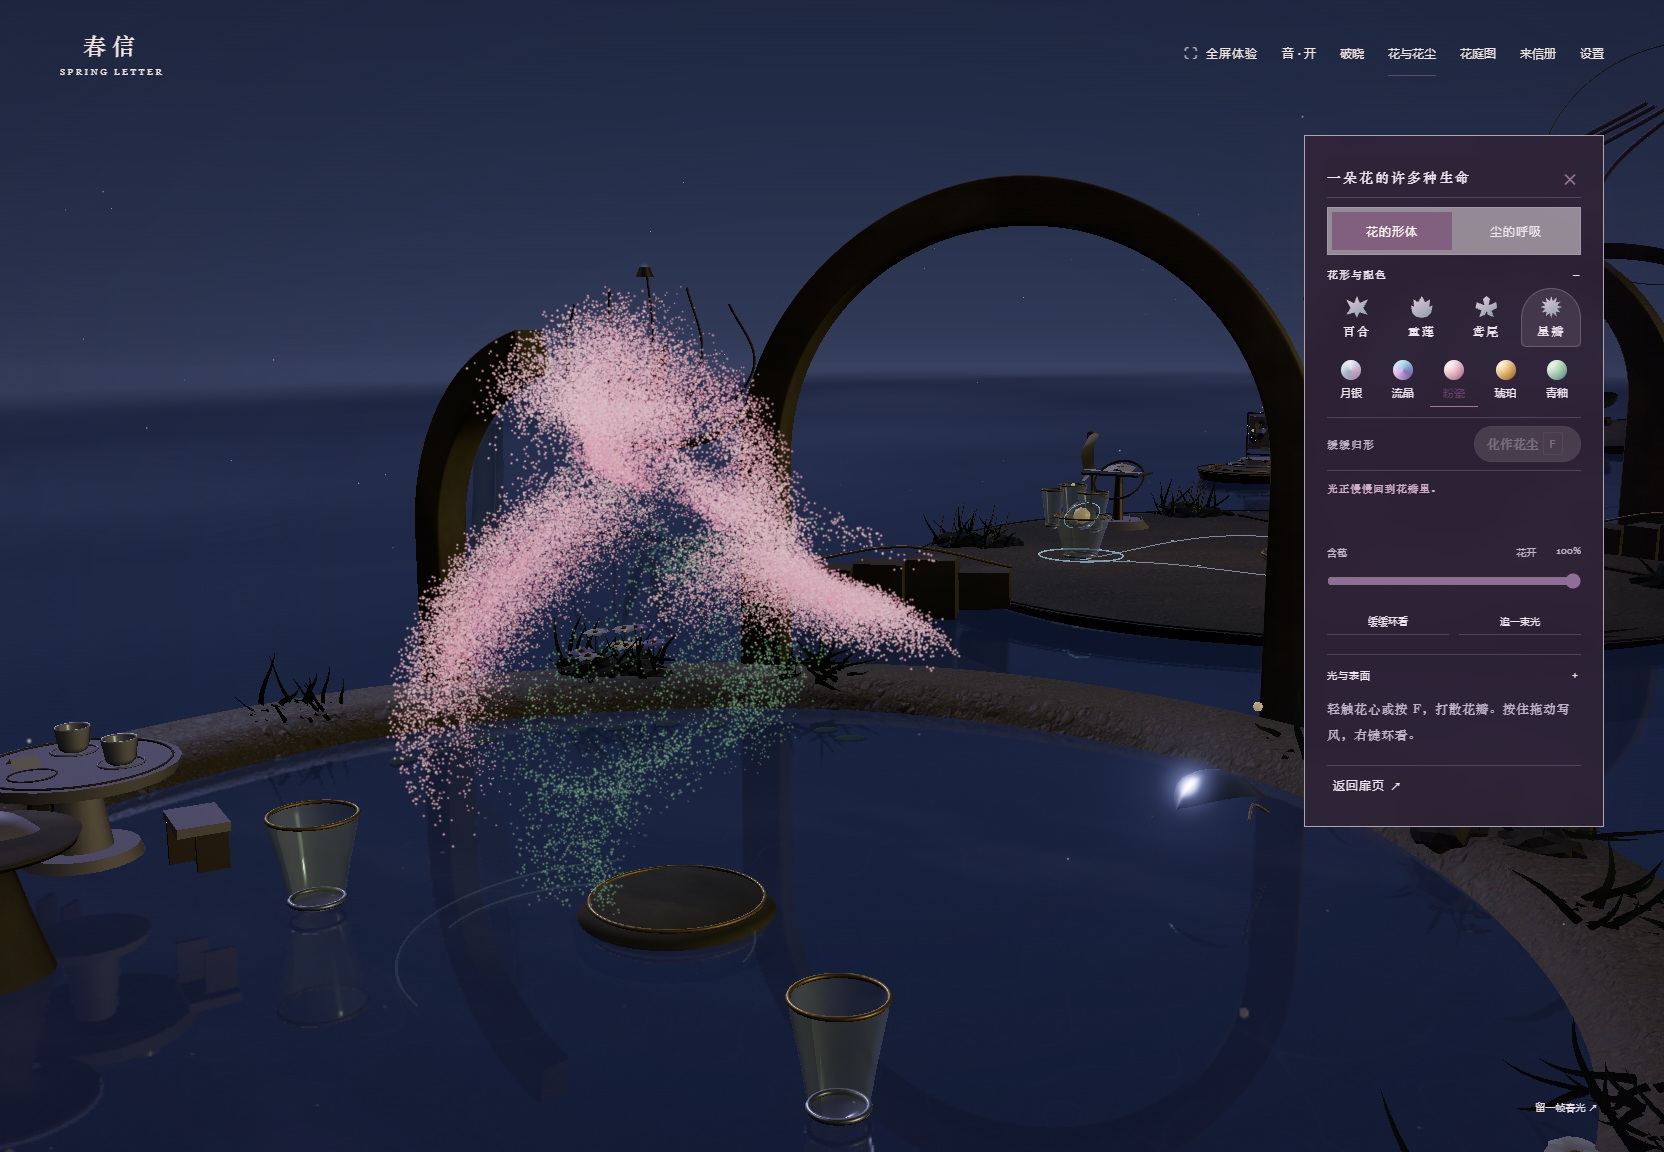 春信
SPRING LETTER
全屏体验 音·开 破晓 花与花尘 花庭图 来信册 设置
一朵花的许多种生命
花的形体 尘的呼吸
花形与配色
百合 重莲 鸢尾 星瓣
月银 流晶 粉瓷 琥珀 青釉
缓缓归形 化作花尘 F
光正慢慢回到花瓣里。
含苞 花开 100%
缓缓环看 追一束光
光与表面 +
轻触花心或按 F，打散花瓣。按住拖动写
风，右键环看。
返回扉页 ↗
留一帧春光 ↗